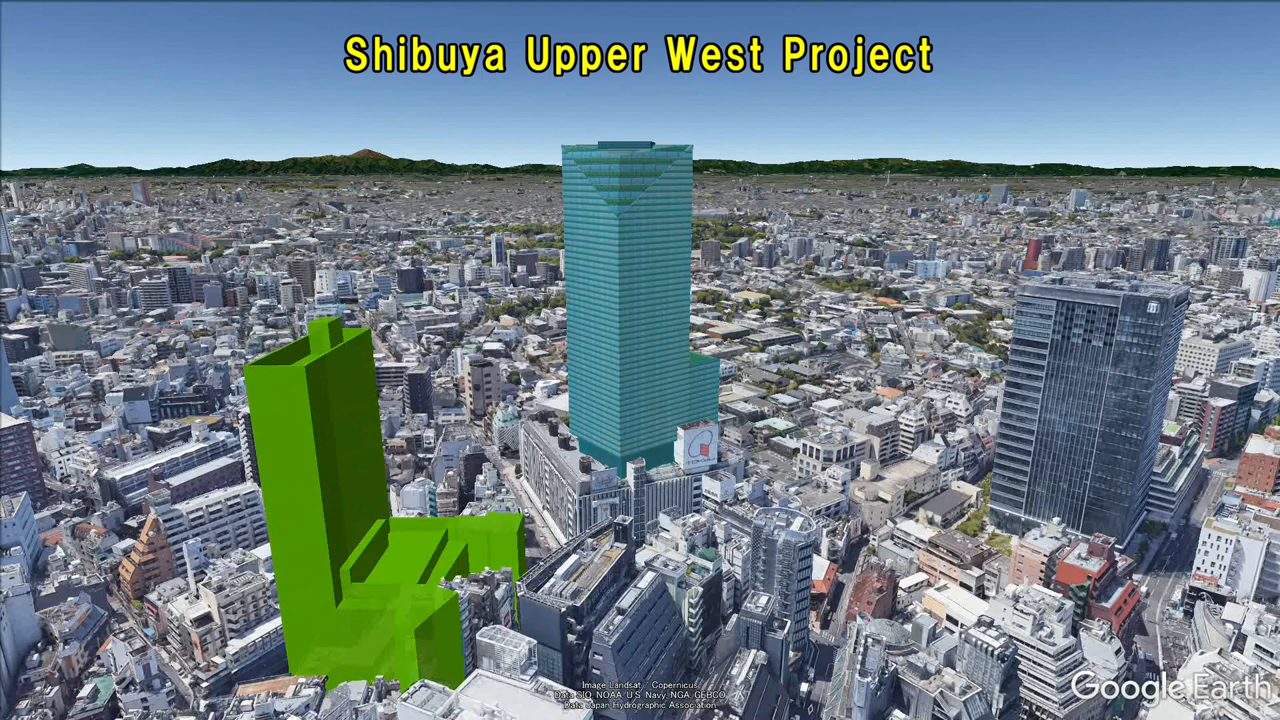 Shibuya Upper West Project
Image Landsat / Copernicus
Data SIO, NOAA, U.S. Navy, NGA, GEBCO
Data Japan Hydrographic Association
Google Earth